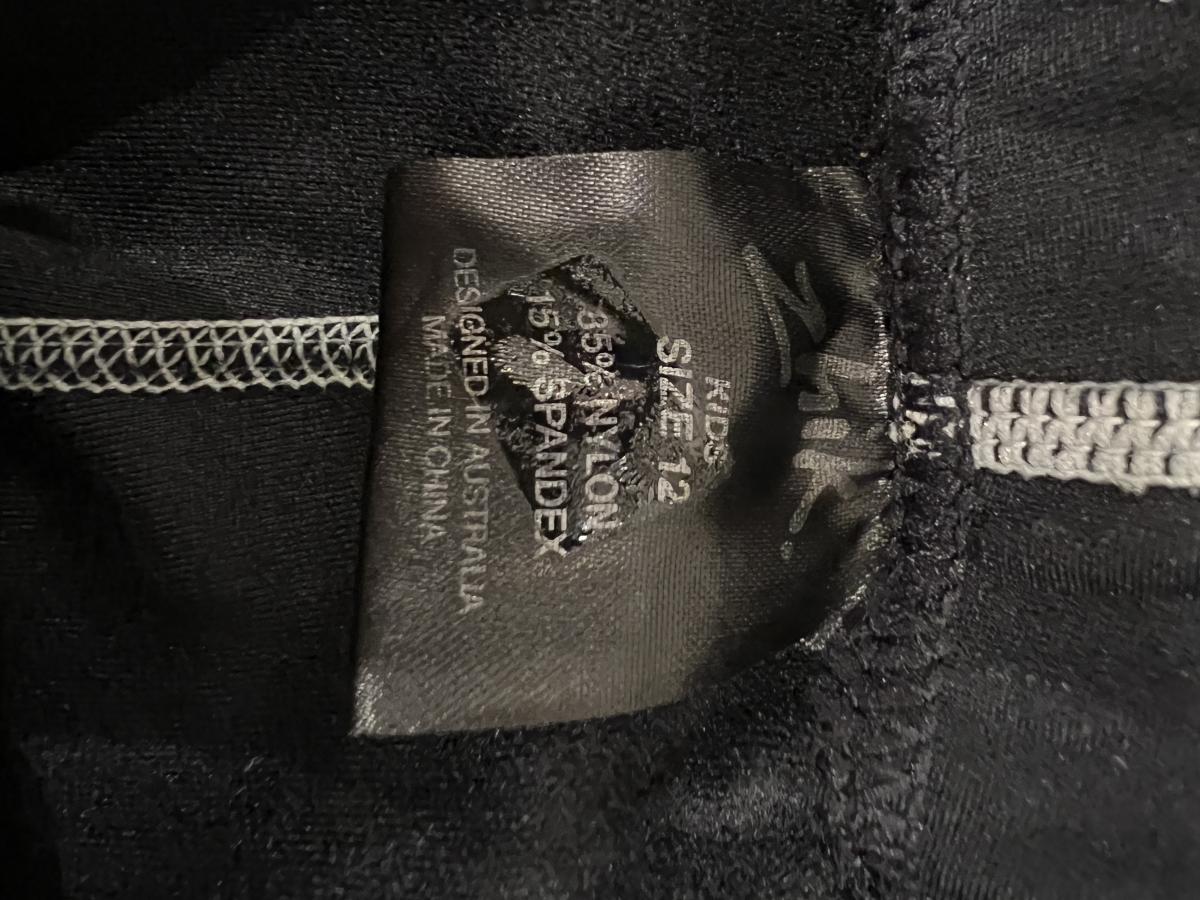 KIDS
SIZE 12
85% NYLON
15% SPANDEX
DESIGNED IN AUSTRALIA
MADE IN CHINA